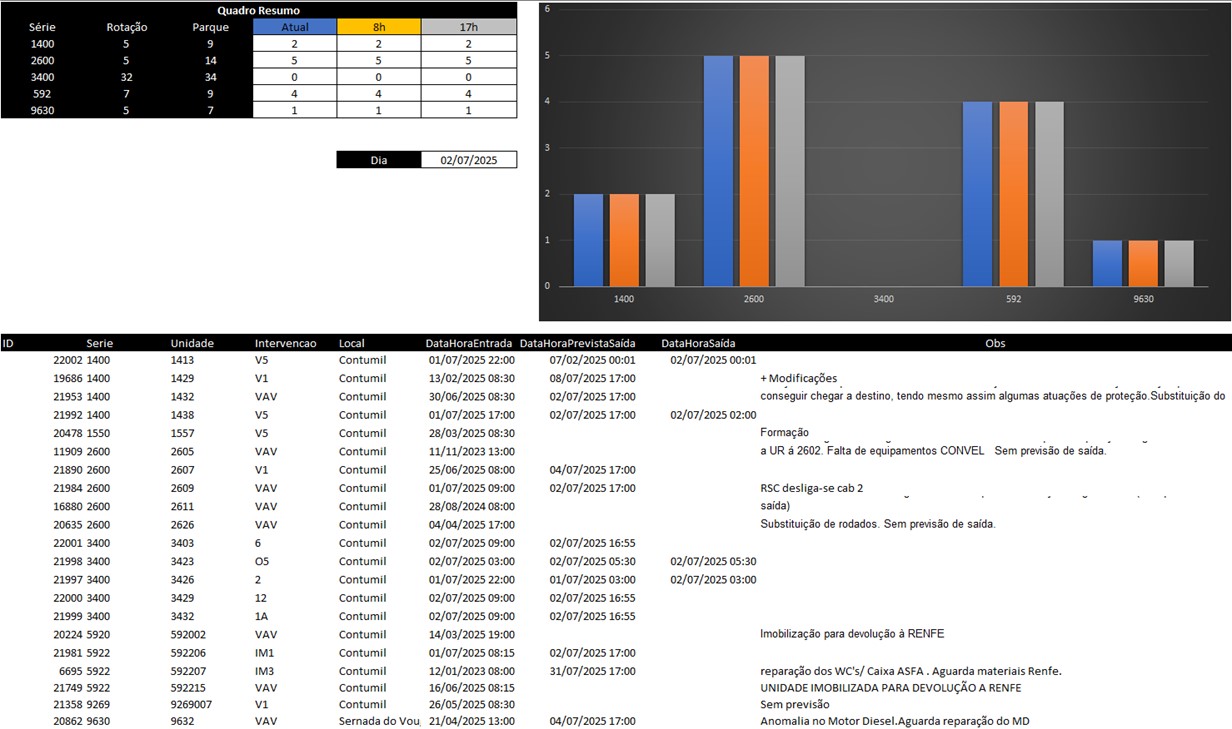 Quadro Resumo
Série Rotação Parque Atual 8h 17h
1400 5 9 2 2 2
2600 5 14 5 5 5
3400 32 34 0 0 0
592 7 9 4 4 4
9630 5 7 1 1 1
Dia 02/07/2025
6
5
4
3
2
1
0
1400 2600 3400 592 9630
ID Serie Unidade Intervencao Local DataHoraEntrada DataHoraPrevistaSaída DataHoraSaída Obs
22002 1400 1413 V5 Contumil 01/07/2025 22:00 07/02/2025 00:01 02/07/2025 00:01
19686 1400 1429 V1 Contumil 13/02/2025 08:30 08/07/2025 17:00 + Modificações
21953 1400 1432 VAV Contumil 30/06/2025 08:30 02/07/2025 17:00 conseguir chegar a destino, tendo mesmo assim algumas atuações de proteção.Substituição do
21992 1400 1438 V5 Contumil 01/07/2025 17:00 02/07/2025 17:00 02/07/2025 02:00
20478 1550 1557 V5 Contumil 28/03/2025 08:30 Formação
11909 2600 2605 VAV Contumil 11/11/2023 13:00 a UR á 2602. Falta de equipamentos CONVEL Sem previsão de saída.
21890 2600 2607 V1 Contumil 25/06/2025 08:00 04/07/2025 17:00
21984 2600 2609 VAV Contumil 01/07/2025 09:00 02/07/2025 17:00 RSC desliga-se cab 2
16880 2600 2611 VAV Contumil 28/08/2024 08:00 saída)
20635 2600 2626 VAV Contumil 04/04/2025 17:00 Substituição de rodados. Sem previsão de saída.
22001 3400 3403 6 Contumil 02/07/2025 09:00 02/07/2025 16:55
21998 3400 3423 O5 Contumil 02/07/2025 03:00 02/07/2025 05:30 02/07/2025 05:30
21997 3400 3426 2 Contumil 01/07/2025 22:00 01/07/2025 03:00 02/07/2025 03:00
22000 3400 3429 12 Contumil 02/07/2025 09:00 02/07/2025 16:55
21999 3400 3432 1A Contumil 02/07/2025 09:00 02/07/2025 16:55
20224 5920 592002 VAV Contumil 14/03/2025 19:00 Imobilização para devolução à RENFE
21981 5922 592206 IM1 Contumil 01/07/2025 08:15 02/07/2025 17:00
6695 5922 592207 IM3 Contumil 12/01/2023 08:00 31/07/2025 17:00 reparação dos WC's/ Caixa ASFA . Aguarda materiais Renfe.
21749 5922 592215 VAV Contumil 16/06/2025 08:15 UNIDADE IMOBILIZADA PARA DEVOLUÇÃO A RENFE
21358 9269 9269007 V1 Contumil 26/05/2025 08:30 Sem previsão
20862 9630 9632 VAV Sernada do Vou 21/04/2025 13:00 04/07/2025 17:00 Anomalia no Motor Diesel.Aguarda reparação do MD